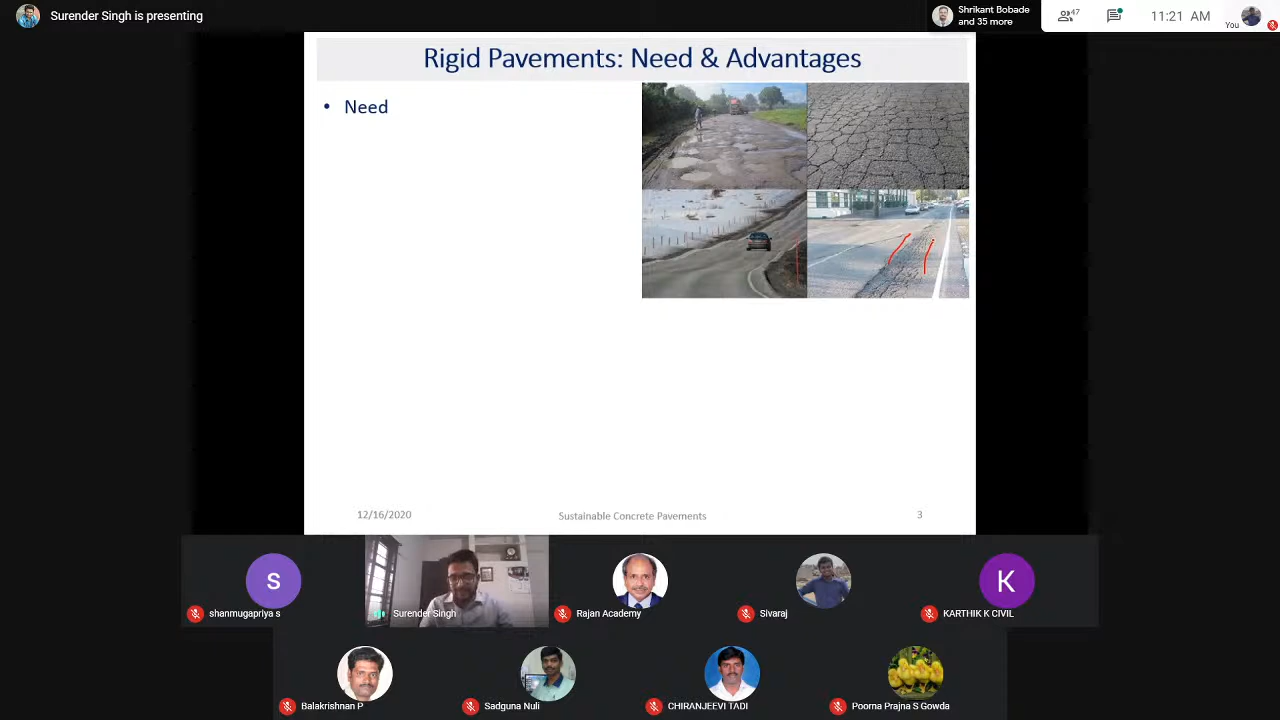 Surender Singh is presenting
Shrikant Bobade
and 35 more
47
11:21 AM
You
Rigid Pavements: Need & Advantages
• Need
12/16/2020
Sustainable Concrete Pavements
3
S
K
shanmugapriya s
Surender Singh
Rajan Academy
Sivaraj
KARTHIK K CIVIL
Balakrishnan P
Sadguna Nuli
CHIRANJEEVI TADI
Poorna Prajna S Gowda